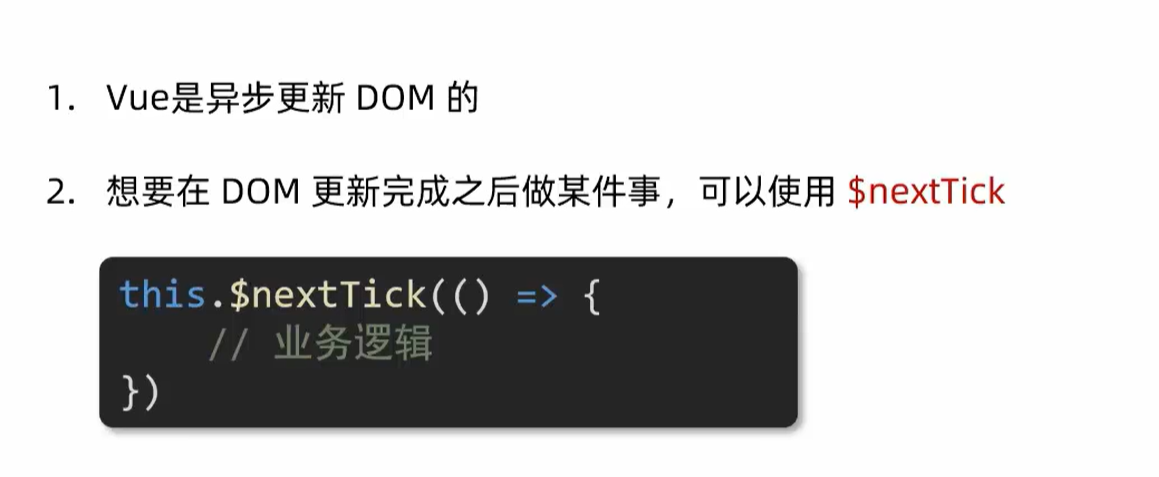 1. Vue是异步更新 DOM 的
2. 想要在 DOM 更新完成之后做某件事，可以使用 $nextTick
this.$nextTick(() => {
    // 业务逻辑
})